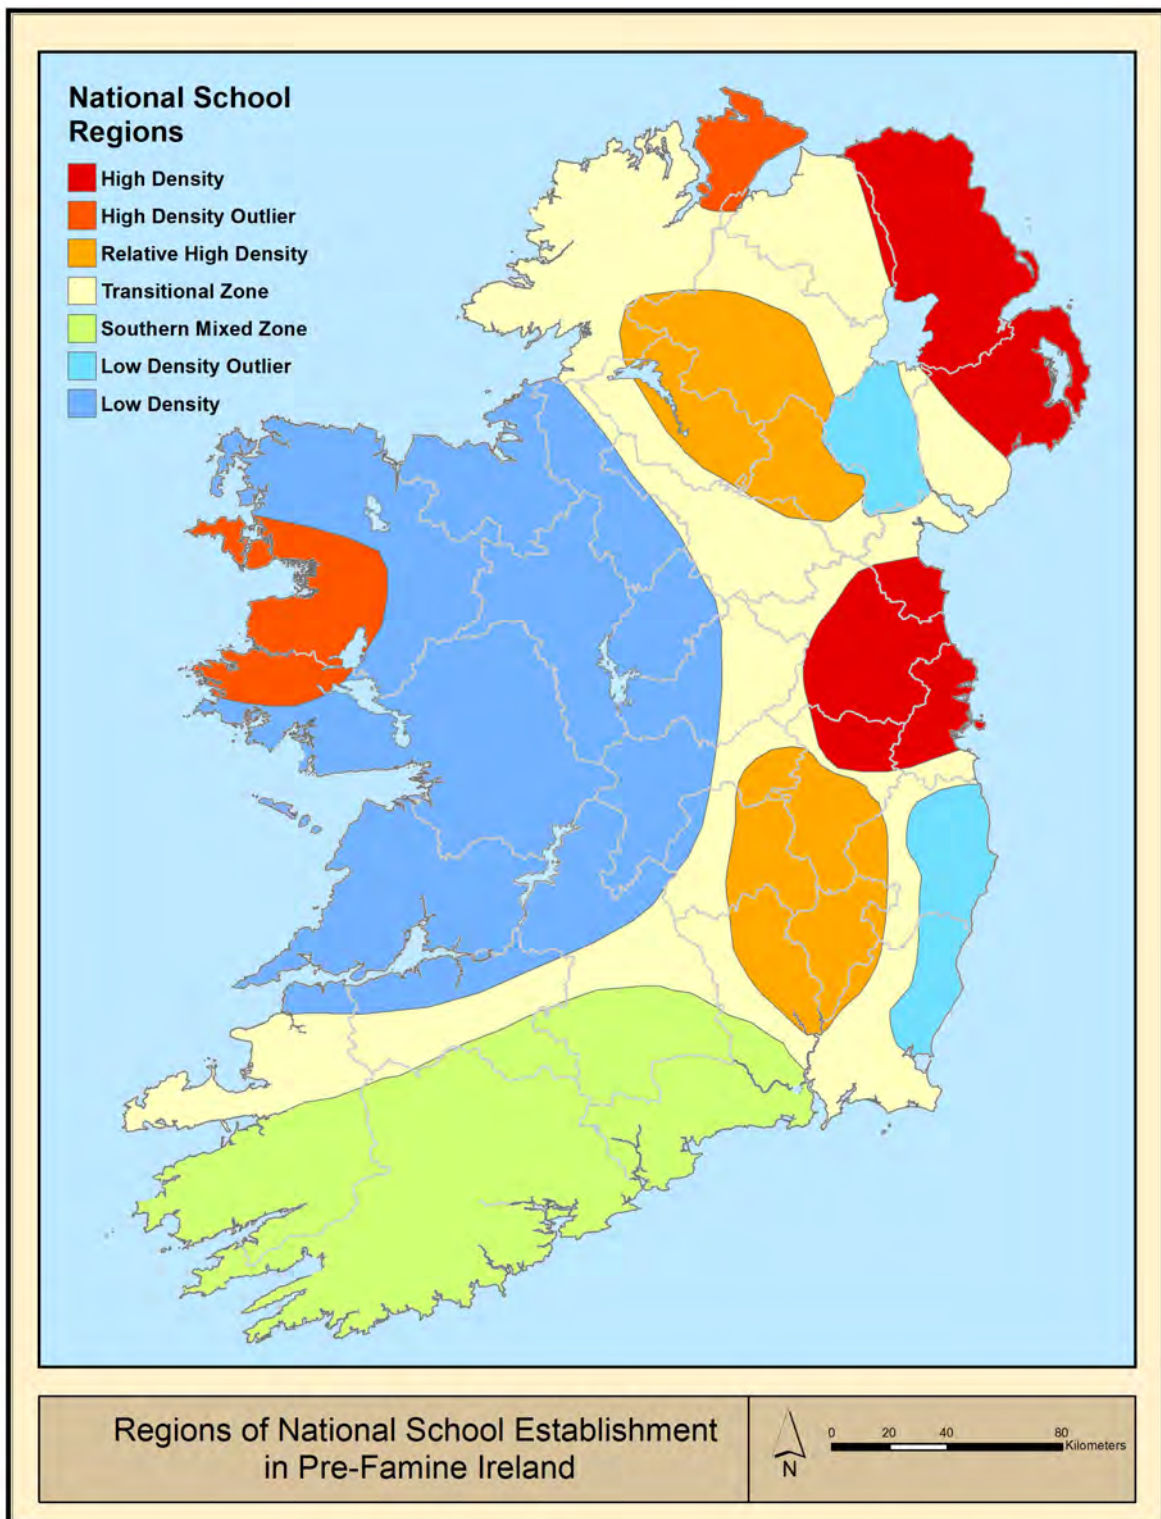 National School
Regions
High Density
High Density Outlier
Relative High Density
Transitional Zone
Southern Mixed Zone
Low Density Outlier
Low Density
Regions of National School Establishment
in Pre-Famine Ireland
N
0 20 40 80
Kilometers